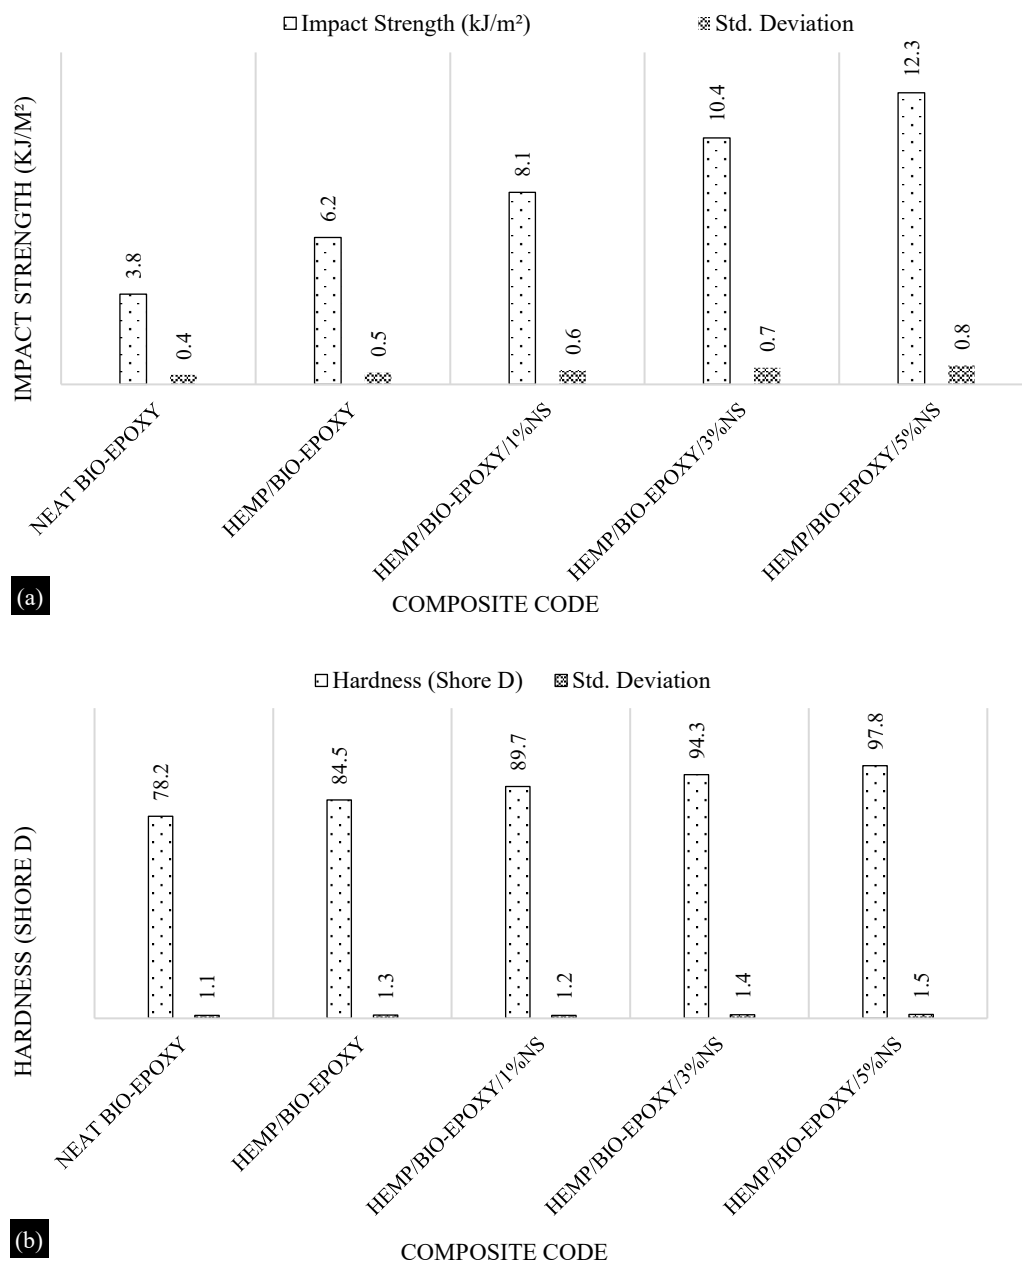 Impact Strength (kJ/m²) Std. Deviation
IMPACT STRENGTH (KJ/M²)
3.8
0.4
6.2
0.5
8.1
0.6
10.4
0.7
12.3
0.8
NEAT BIO-EPOXY
HEMP/BIO-EPOXY
HEMP/BIO-EPOXY/1%NS
HEMP/BIO-EPOXY/3%NS
HEMP/BIO-EPOXY/5%NS
(a)
COMPOSITE CODE
Hardness (Shore D) Std. Deviation
HARDNESS (SHORE D)
78.2
1.1
84.5
1.3
89.7
1.2
94.3
1.4
97.8
1.5
NEAT BIO-EPOXY
HEMP/BIO-EPOXY
HEMP/BIO-EPOXY/1%NS
HEMP/BIO-EPOXY/3%NS
HEMP/BIO-EPOXY/5%NS
(b)
COMPOSITE CODE